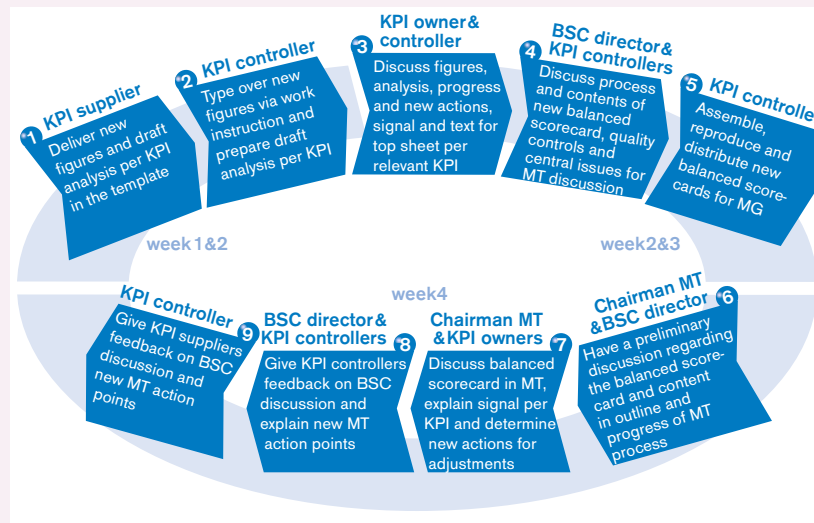 1 KPI supplier
Deliver new
figures and draft
analysis per KPI
in the template
2 KPI controller
Type over new
figures via work
instruction and
prepare draft
analysis per KPI
KPI owner &
3 controller
Discuss figures,
analysis, progress
and new actions,
signal and text for
top sheet per
relevant KPI
BSC director &
4 KPI controllers
Discuss process
and contents of
new balanced
scorecard, quality
controls and
central issues for
MT discussion
5 KPI controlle
Assemble,
reproduce and
distribute new
balanced score-
cards for MG
week 1&2
week 2&3
week 4
Chairman MT
& BSC director 6
Have a preliminary
discussion regarding
the balanced score-
card and content
in outline and
progress of MT
process
Chairman MT
& KPI owners
7
Discuss balanced
scorecard in MT,
explain signal per
KPI and determine
new actions for
adjustments
BSC director &
KPI controllers
8
Give KPI controllers
feedback on BSC
discussion and
explain new MT
action points
KPI controller
9
Give KPI suppliers
feedback on BSC
discussion and
new MT action
points